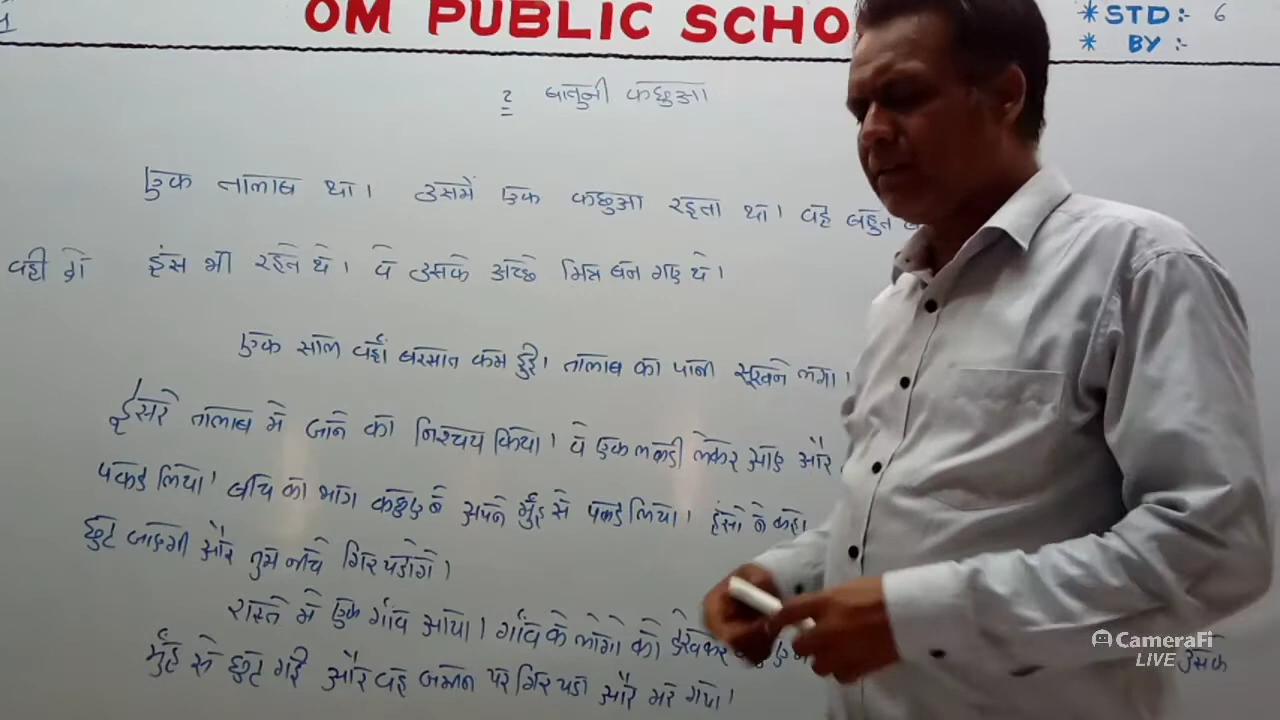 OM PUBLIC SCHO
*STD:- 6
* BY :-
2 बातुनी कछुआ
एक तालाब था। उसमें एक कछुआ रहता था। वह बहुत
वही दो हंस भी रहते थे। वे उसके अच्छे मित्र बन गए थे।
एक साल वहाँ बरसात कम हुई। तालाब का पानी सूखने लगा।
दूसरे तालाब में जाने का निश्चय किया। वे एक लकडी लेकर आए और
पकड लिया। बीच का भाग कछुए ने अपने मुँह से पकड लिया। हंसो ने कहा
छुट जाएगी और तुम नीचे गिर पडोगे।
रास्ते में एक गाँव आया। गाँव के लोगो को देखकर
उसके
मुँह से छुट गई और वह जमीन पर गिर पडा और मर गया।
CameraFi
LIVE